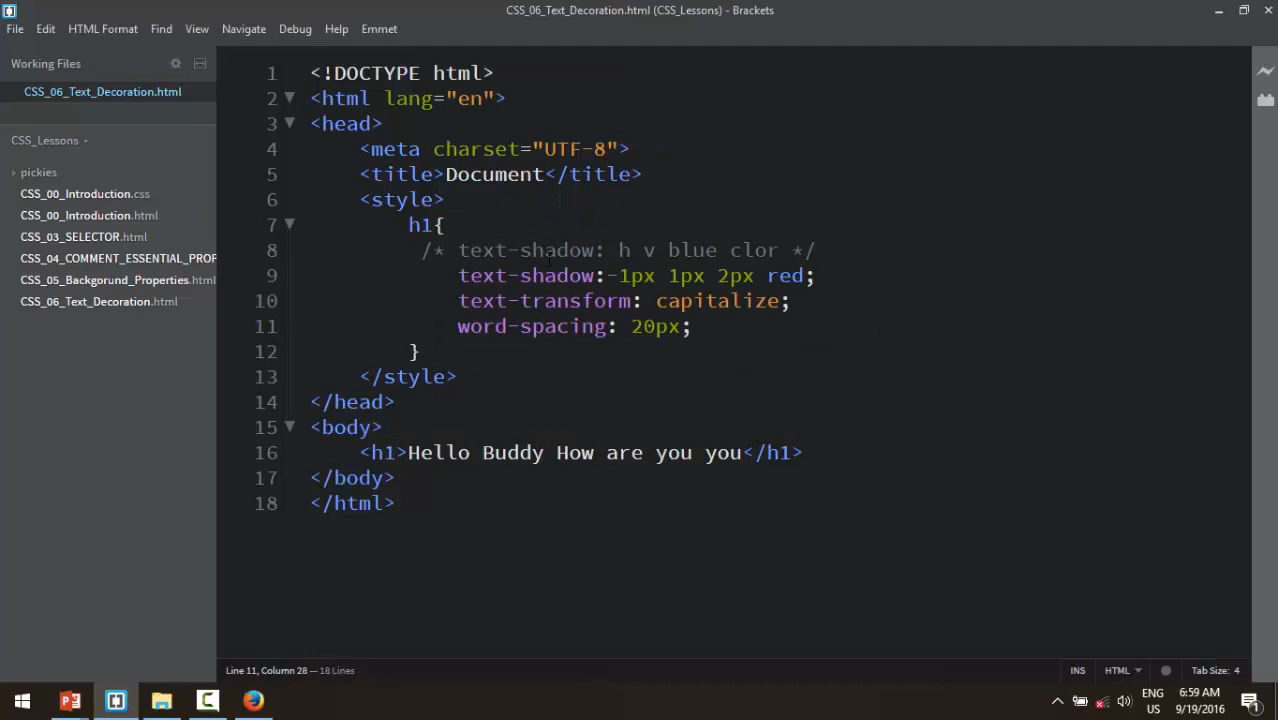 CSS_06_Text_Decoration.html (CSS_Lessons) - Brackets
File Edit HTML Format Find View Navigate Debug Help Emmet
Working Files
CSS_06_Text_Decoration.html
CSS_Lessons
pickies
CSS_00_Introduction.css
CSS_00_Introduction.html
CSS_03_SELECTOR.html
CSS_04_COMMENT_ESSENTIAL_PROF
CSS_05_Backgorund_Properties.html
CSS_06_Text_Decoration.html
1 <!DOCTYPE html>
2 <html lang="en">
3 <head>
4 <meta charset="UTF-8">
5 <title>Document</title>
6 <style>
7 h1{
8 /* text-shadow: h v blue clor */
9 text-shadow:-1px 1px 2px red;
10 text-transform: capitalize;
11 word-spacing: 20px;
12 }
13 </style>
14 </head>
15 <body>
16 <h1>Hello Buddy How are you you</h1>
17 </body>
18 </html>
Line 11, Column 28 — 18 Lines
INS HTML Tab Size: 4
ENG 6:59 AM
US 9/19/2016